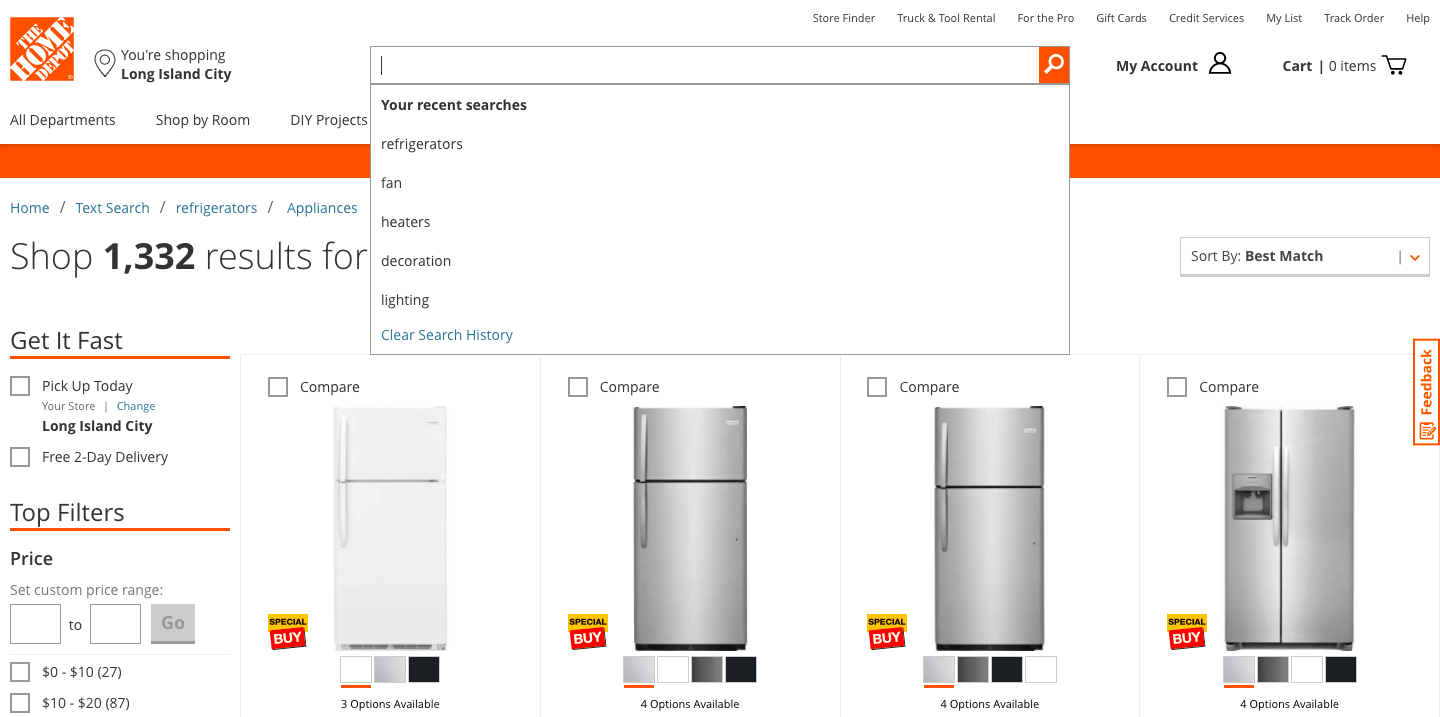 Store Finder Truck & Tool Rental For the Pro Gift Cards Credit Services My List Track Order Help
THE HOME DEPOT
You're shopping
Long Island City
My Account
Cart | 0 items
All Departments Shop by Room DIY Projects
Your recent searches
refrigerators
fan
heaters
decoration
lighting
Clear Search History
Home / Text Search / refrigerators / Appliances
Shop 1,332 results for
Sort By: Best Match |
Get It Fast
Pick Up Today
Your Store | Change
Long Island City
Free 2-Day Delivery
Top Filters
Price
Set custom price range:
to Go
$0 - $10 (27)
$10 - $20 (87)
Compare Compare Compare Compare
SPECIAL BUY SPECIAL BUY SPECIAL BUY SPECIAL BUY
3 Options Available 4 Options Available 4 Options Available 4 Options Available
Feedback